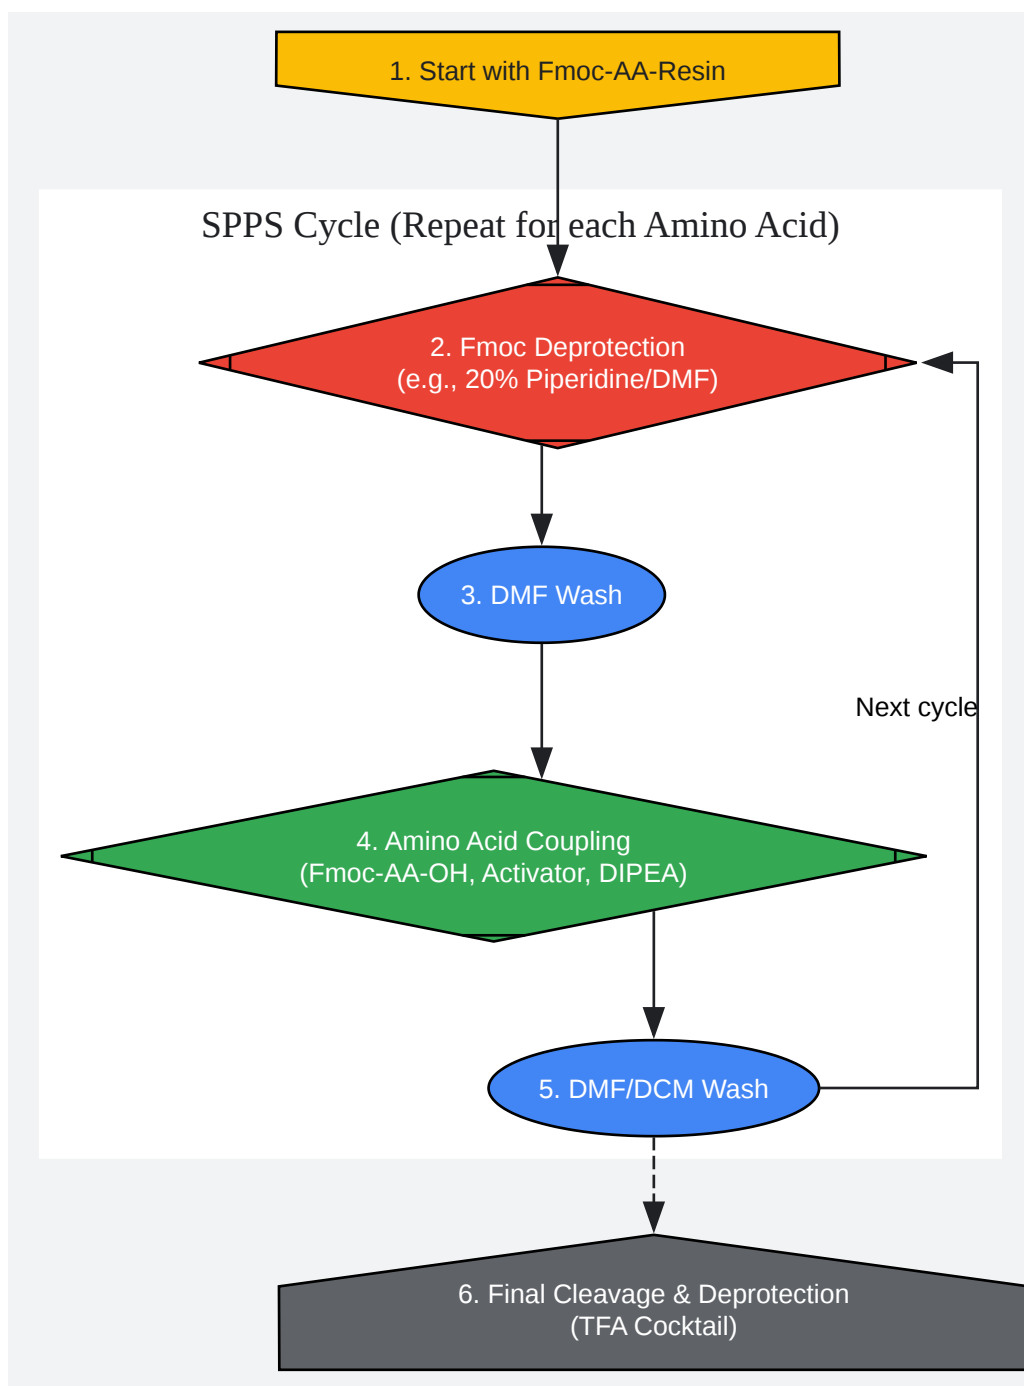 1. Start with Fmoc-AA-Resin
SPPS Cycle (Repeat for each Amino Acid)
2. Fmoc Deprotection
(e.g., 20% Piperidine/DMF)
3. DMF Wash
Next cycle
4. Amino Acid Coupling
(Fmoc-AA-OH, Activator, DIPEA)
5. DMF/DCM Wash
6. Final Cleavage & Deprotection
(TFA Cocktail)